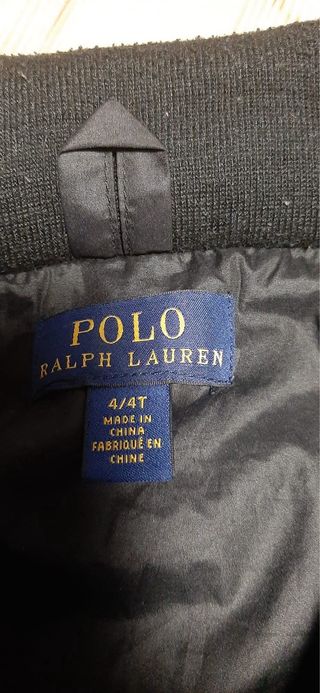 POLO
RALPH LAUREN
4/4T
MADE IN
CHINA
FABRIQUÉ EN
CHINE